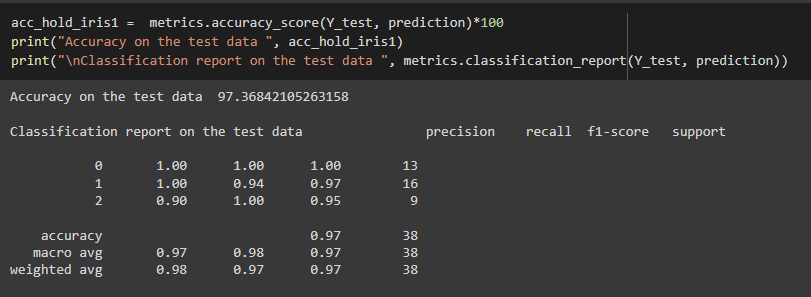 acc_hold_iris1 =  metrics.accuracy_score(Y_test, prediction)*100
print("Accuracy on the test data ", acc_hold_iris1)
print("\nClassification report on the test data ", metrics.classification_report(Y_test, prediction))
Accuracy on the test data  97.36842105263158
Classification report on the test data                precision    recall  f1-score   support
           0       1.00      1.00      1.00        13
           1       1.00      0.94      0.97        16
           2       0.90      1.00      0.95         9
    accuracy                           0.97        38
   macro avg       0.97      0.98      0.97        38
weighted avg       0.98      0.97      0.97        38